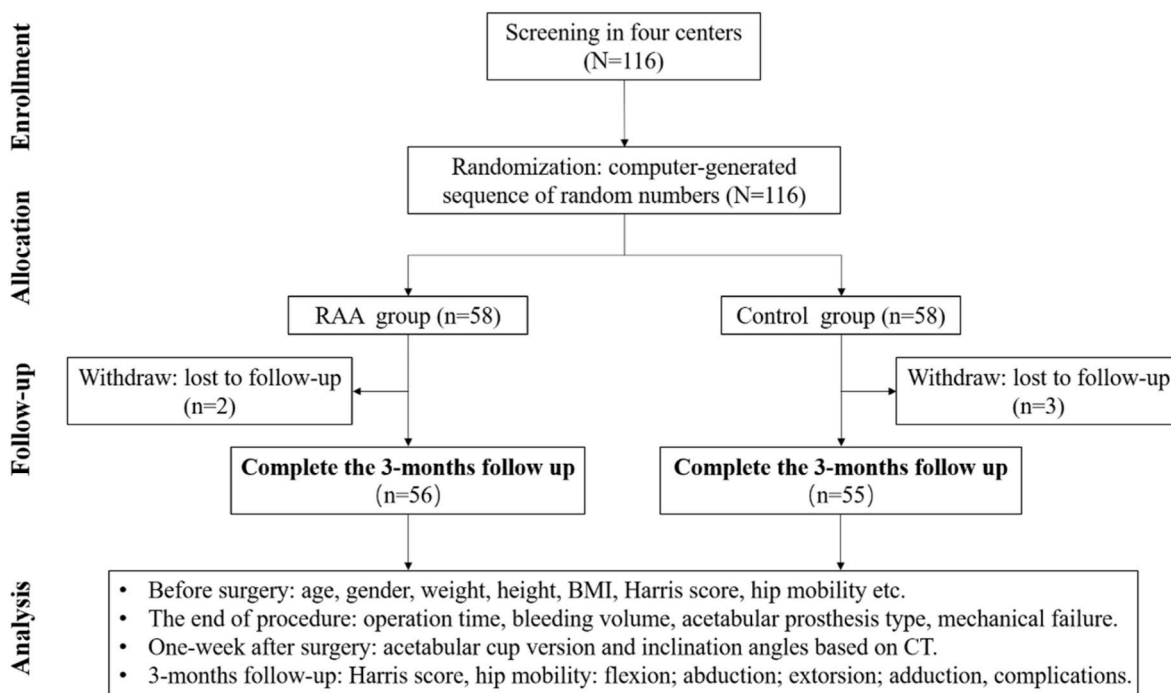 Enrollment
Screening in four centers
(N=116)
Randomization: computer-generated
sequence of random numbers (N=116)
Allocation
RAA group (n=58)
Control group (n=58)
Follow-up
Withdraw: lost to follow-up
(n=2)
Withdraw: lost to follow-up
(n=3)
Complete the 3-months follow up
(n=56)
Complete the 3-months follow up
(n=55)
Analysis
• Before surgery: age, gender, weight, height, BMI, Harris score, hip mobility etc.
• The end of procedure: operation time, bleeding volume, acetabular prosthesis type, mechanical failure.
• One-week after surgery: acetabular cup version and inclination angles based on CT.
• 3-months follow-up: Harris score, hip mobility: flexion; abduction; extorsion; adduction, complications.